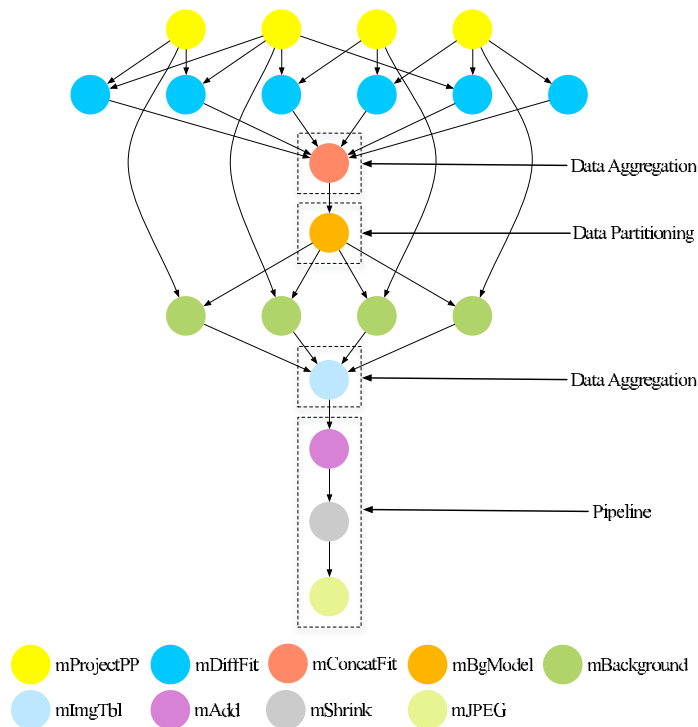 Data Aggregation
Data Partitioning
Data Aggregation
Pipeline
mProjectPP mDiffFit mConcatFit mBgModel mBackground
mImgTbl mAdd mShrink mJPEG